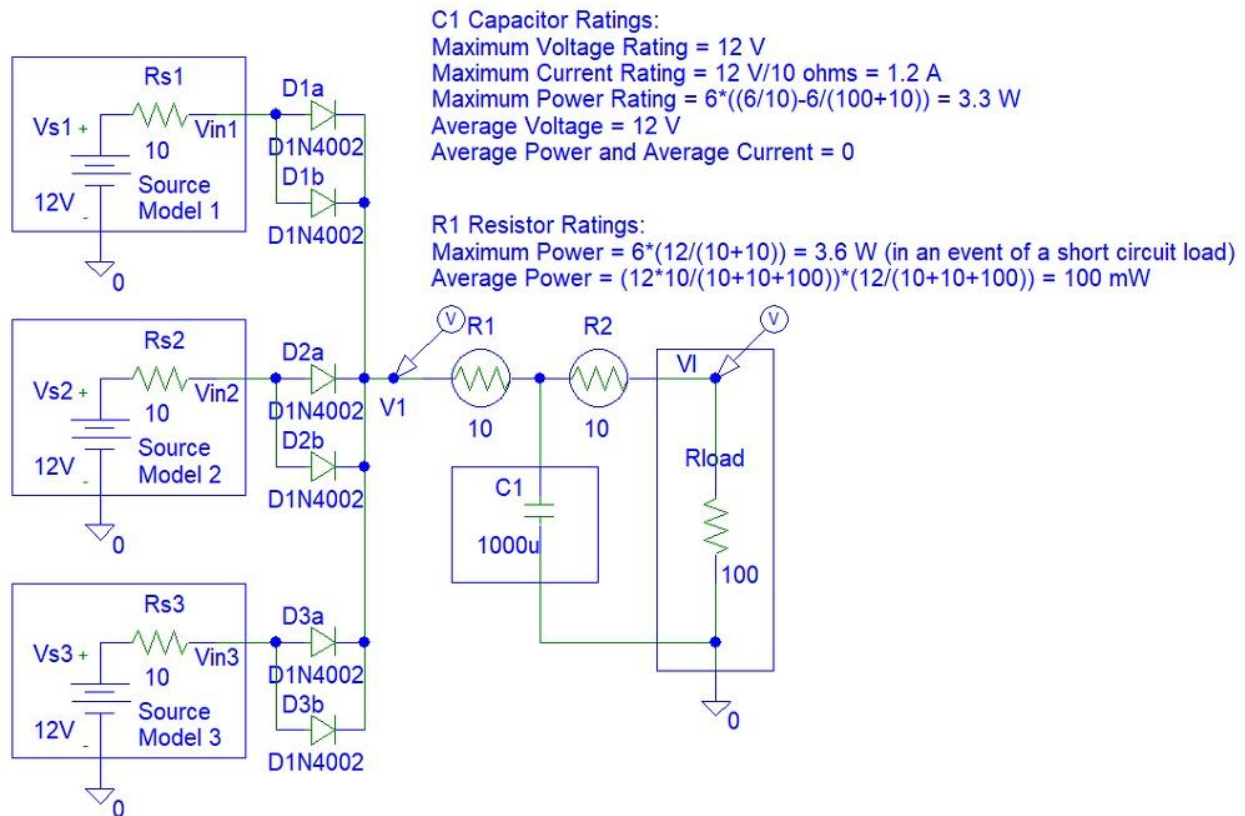 C1 Capacitor Ratings:
Maximum Voltage Rating = 12 V
Maximum Current Rating = 12 V/10 ohms = 1.2 A
Maximum Power Rating = 6*((6/10)-6/(100+10)) = 3.3 W
Average Voltage = 12 V
Average Power and Average Current = 0
R1 Resistor Ratings:
Maximum Power = 6*(12/(10+10)) = 3.6 W (in an event of a short circuit load)
Average Power = (12*10/(10+10+100))*(12/(10+10+100)) = 100 mW
Rs1
Vs1 +
10
Vin1
Source
Model 1
12V
-
0
D1a
D1N4002
D1b
D1N4002
Rs2
Vs2 +
10
Vin2
Source
Model 2
12V
-
0
D2a
D1N4002
D2b
D1N4002
Rs3
Vs3 +
10
Vin3
Source
Model 3
12V
-
0
D3a
D1N4002
D3b
D1N4002
V
V1
R1
10
R2
10
C1
1000u
V
Vl
Rload
100
0